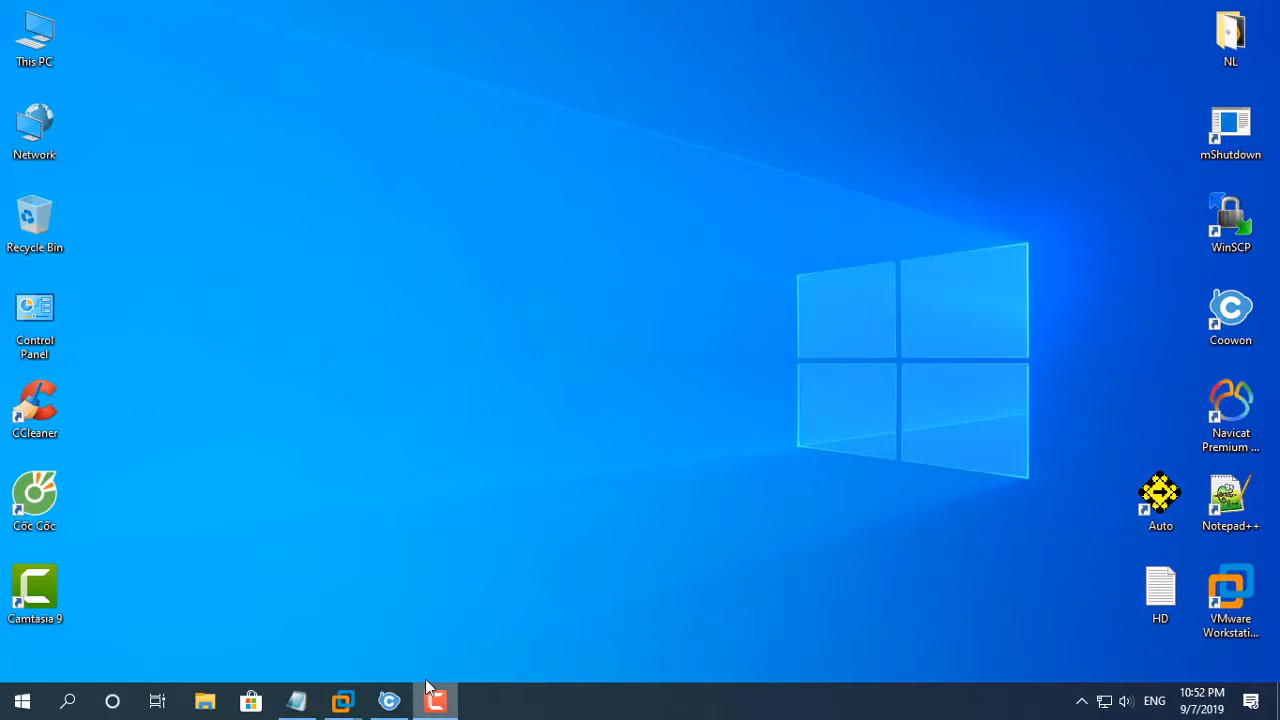 This PC
Network
Recycle Bin
Control
Panel
CCleaner
Cốc Cốc
Camtasia 9
NL
mShutdown
WinSCP
Coowon
Navicat
Premium ...
Auto
Notepad++
HD
VMware
Workstati...
ENG
10:52 PM
9/7/2019